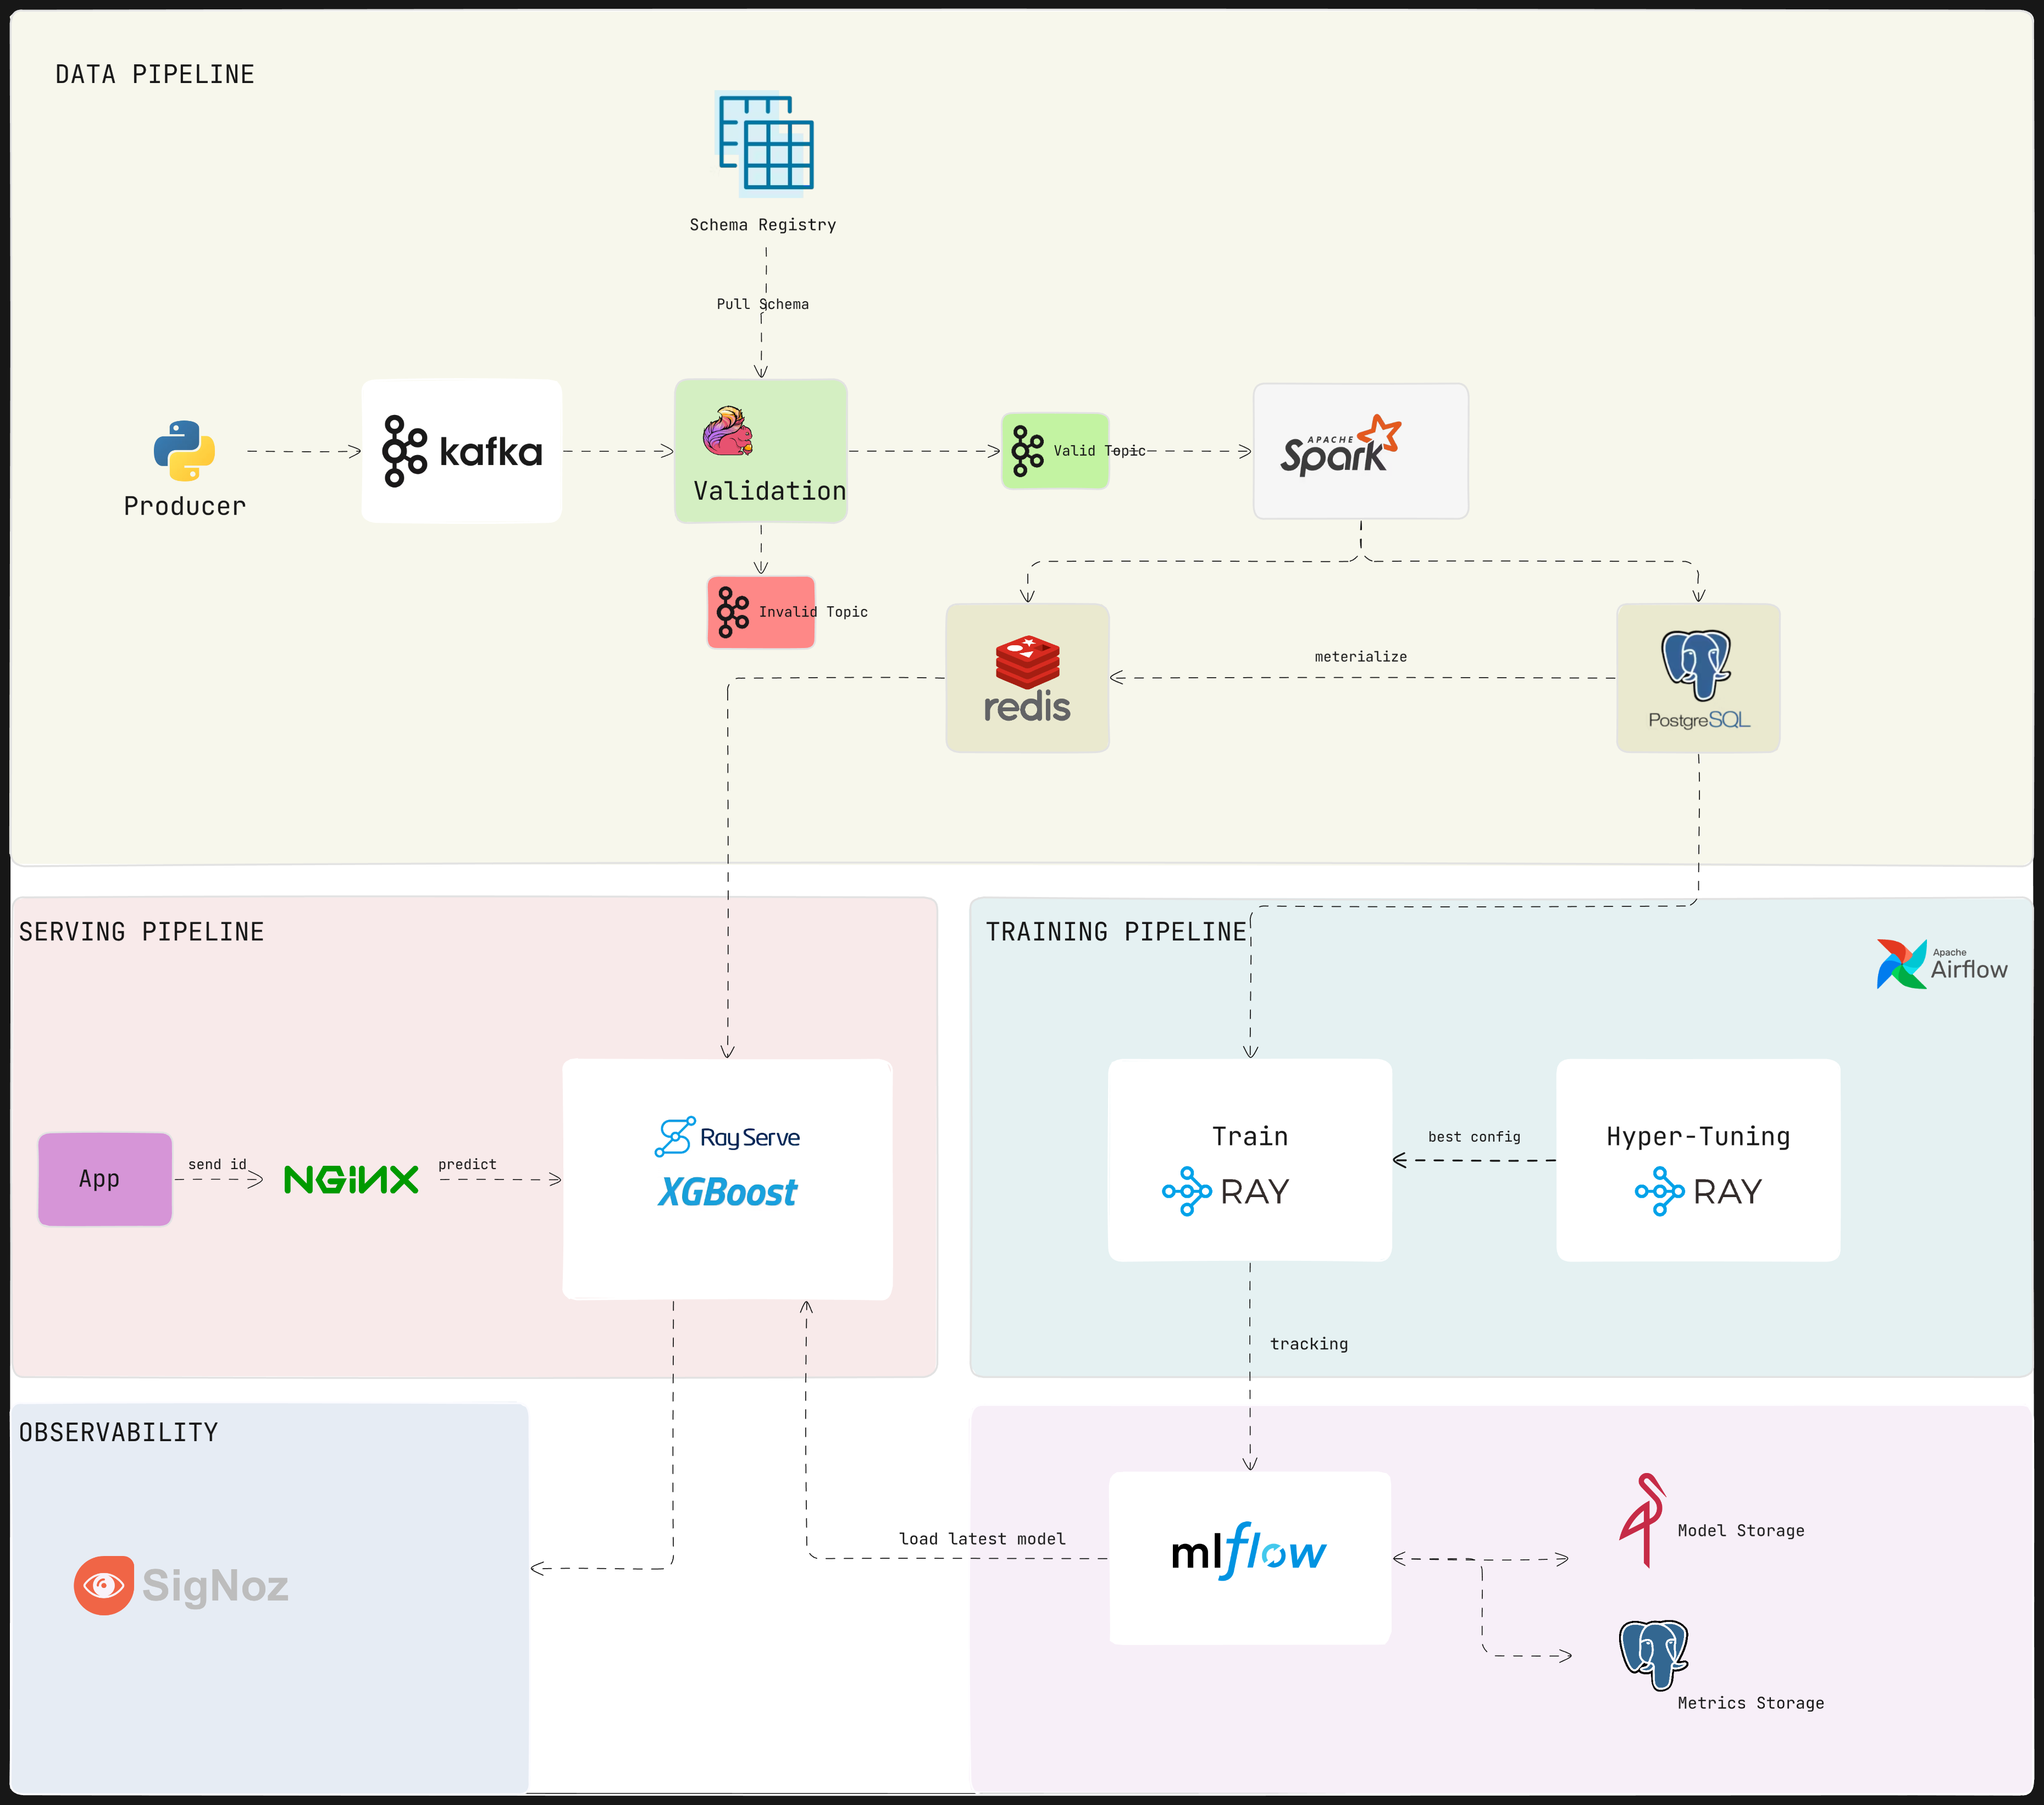 DATA PIPELINE
Schema Registry
Pull Schema
Producer
kafka
Validation
Valid Topic
APACHE
Spark
Invalid Topic
redis
meterialize
PostgreSQL
SERVING PIPELINE
TRAINING PIPELINE
Apache
Airflow
App
send id
NGINX
predict
Ray Serve
XGBoost
Train
RAY
best config
Hyper-Tuning
RAY
tracking
OBSERVABILITY
SigNoz
load latest model
mlflow
Model Storage
Metrics Storage